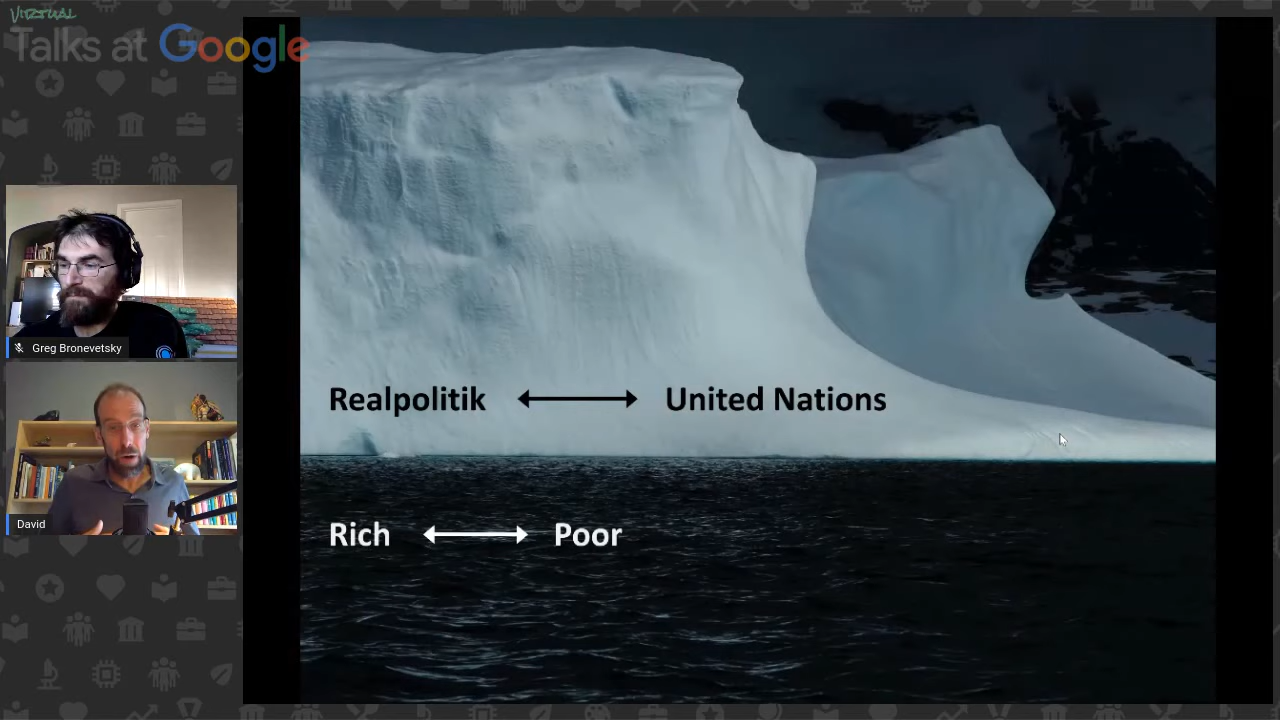 VIRTUAL
Talks at Google
Greg Bronevetsky
David
Realpolitik United Nations
Rich Poor